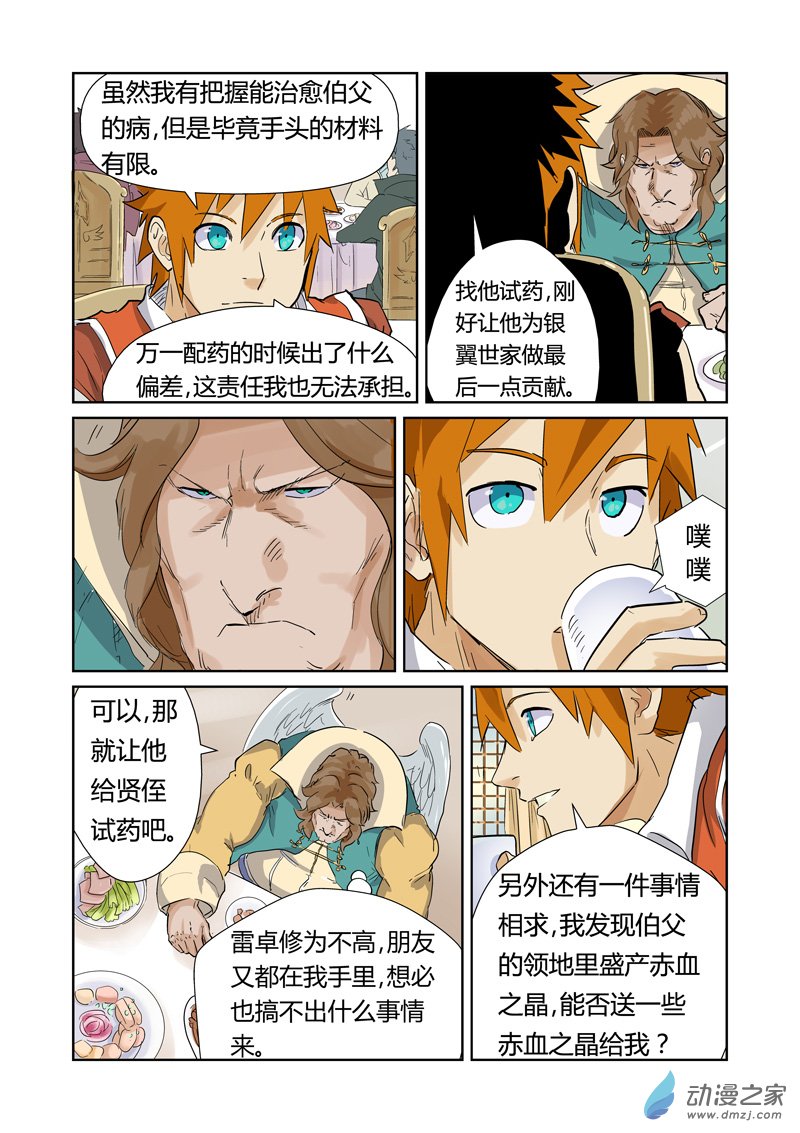 虽然我有把握能治愈伯父
的病，但是毕竟手头的材料
有限。
万一配药的时候出了什么
偏差，这责任我也无法承担。
找他试药，刚
好让他为银
翼世家做最
后一点贡献。
噗
噗
可以，那
就让他
给贤侄
试药吧。
雷卓修为不高，朋友
又都在我手里，想必
也搞不出什么事情
来。
另外还有一件事情
相求，我发现伯父
的领地里盛产赤血
之晶，能否送一些
赤血之晶给我？
动漫之家
www.dmzj.com